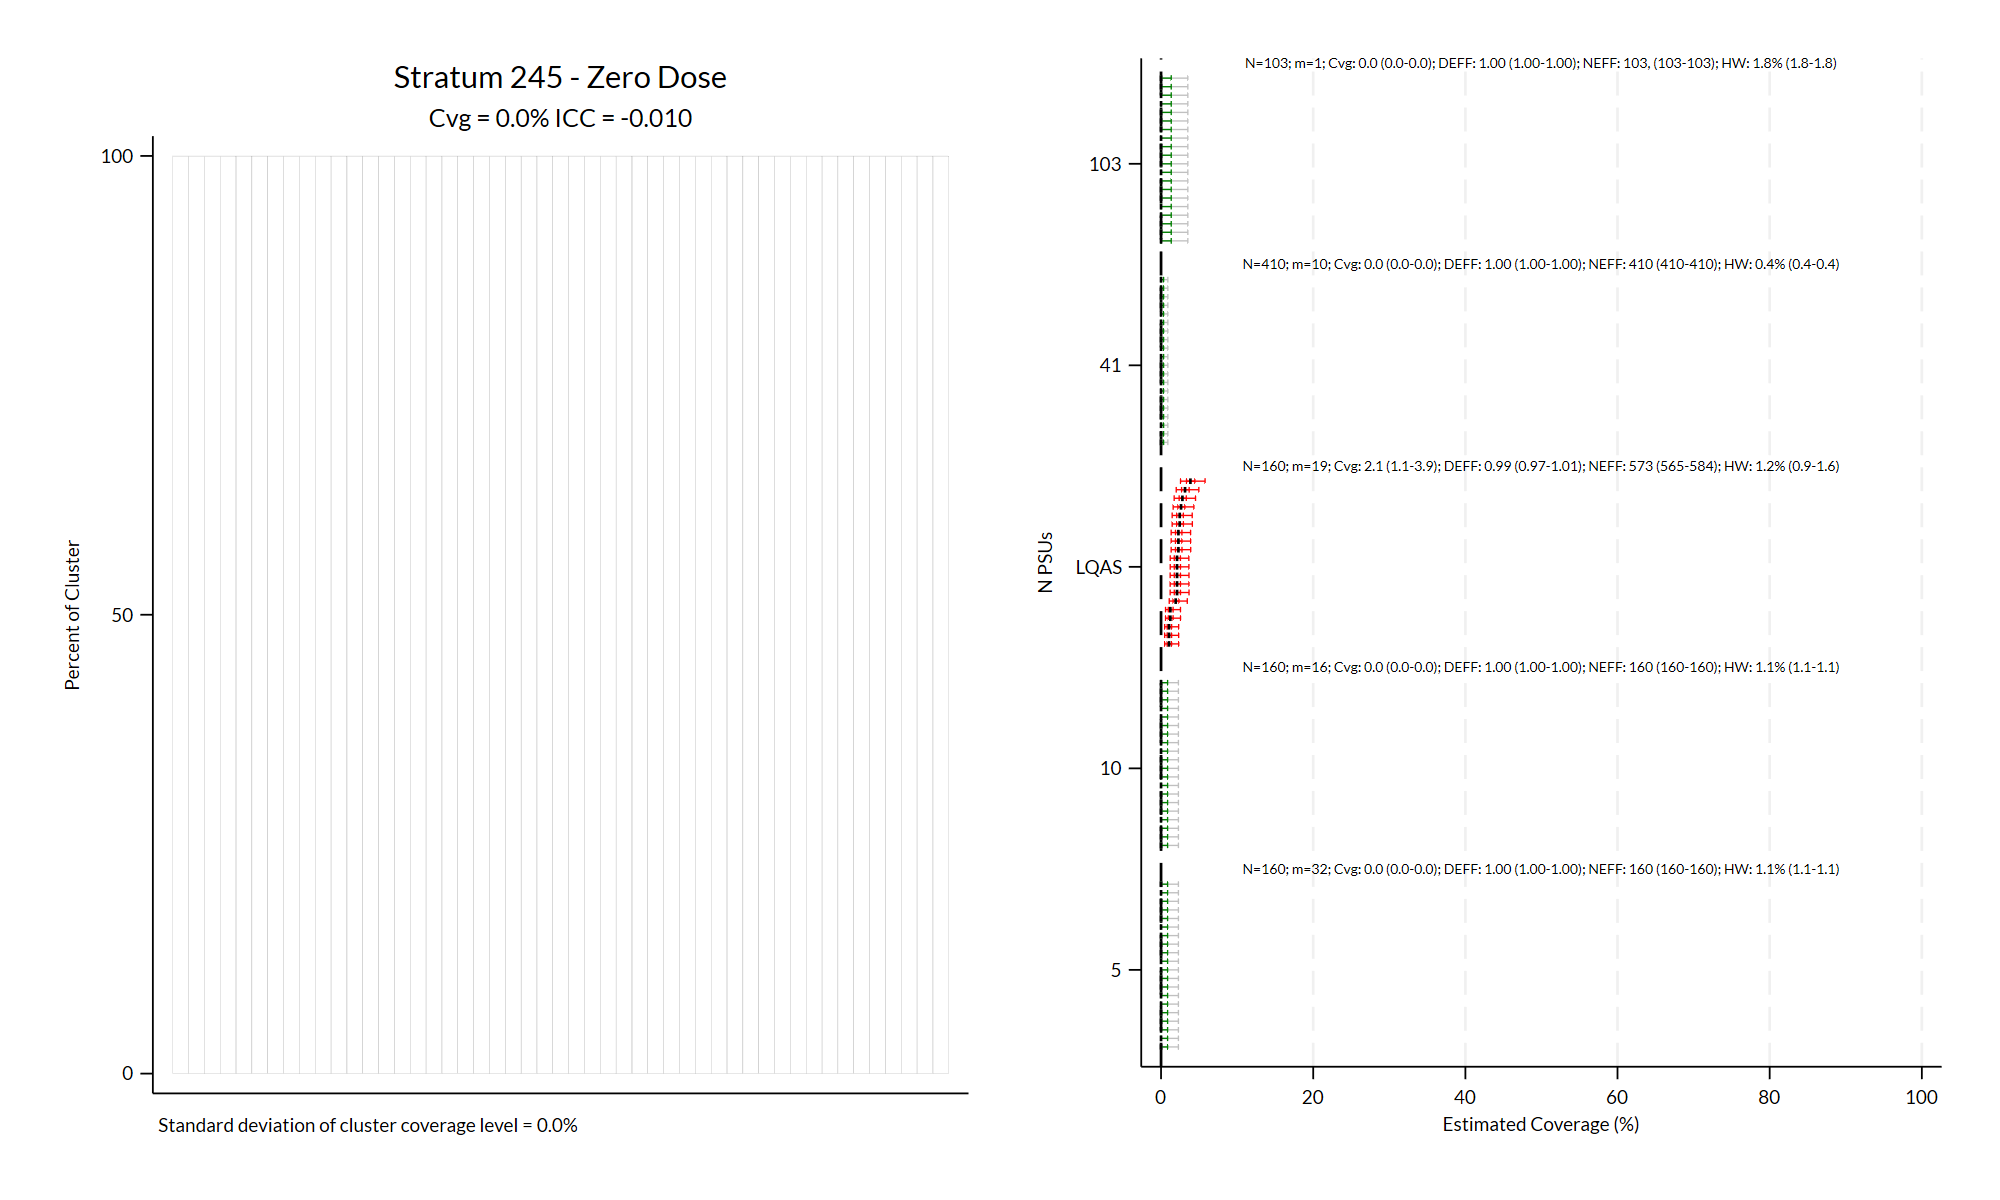 Stratum 245 - Zero Dose
Cvg = 0.0% ICC = -0.010
100
50
0
Percent of Cluster
Standard deviation of cluster coverage level = 0.0%
N=103; m=1; Cvg: 0.0 (0.0-0.0); DEFF: 1.00 (1.00-1.00); NEFF: 103, (103-103); HW: 1.8% (1.8-1.8)
103
N=410; m=10; Cvg: 0.0 (0.0-0.0); DEFF: 1.00 (1.00-1.00); NEFF: 410 (410-410); HW: 0.4% (0.4-0.4)
41
N=160; m=19; Cvg: 2.1 (1.1-3.9); DEFF: 0.99 (0.97-1.01); NEFF: 573 (565-584); HW: 1.2% (0.9-1.6)
LQAS
N=160; m=16; Cvg: 0.0 (0.0-0.0); DEFF: 1.00 (1.00-1.00); NEFF: 160 (160-160); HW: 1.1% (1.1-1.1)
10
N=160; m=32; Cvg: 0.0 (0.0-0.0); DEFF: 1.00 (1.00-1.00); NEFF: 160 (160-160); HW: 1.1% (1.1-1.1)
5
N PSUs
0 20 40 60 80 100
Estimated Coverage (%)